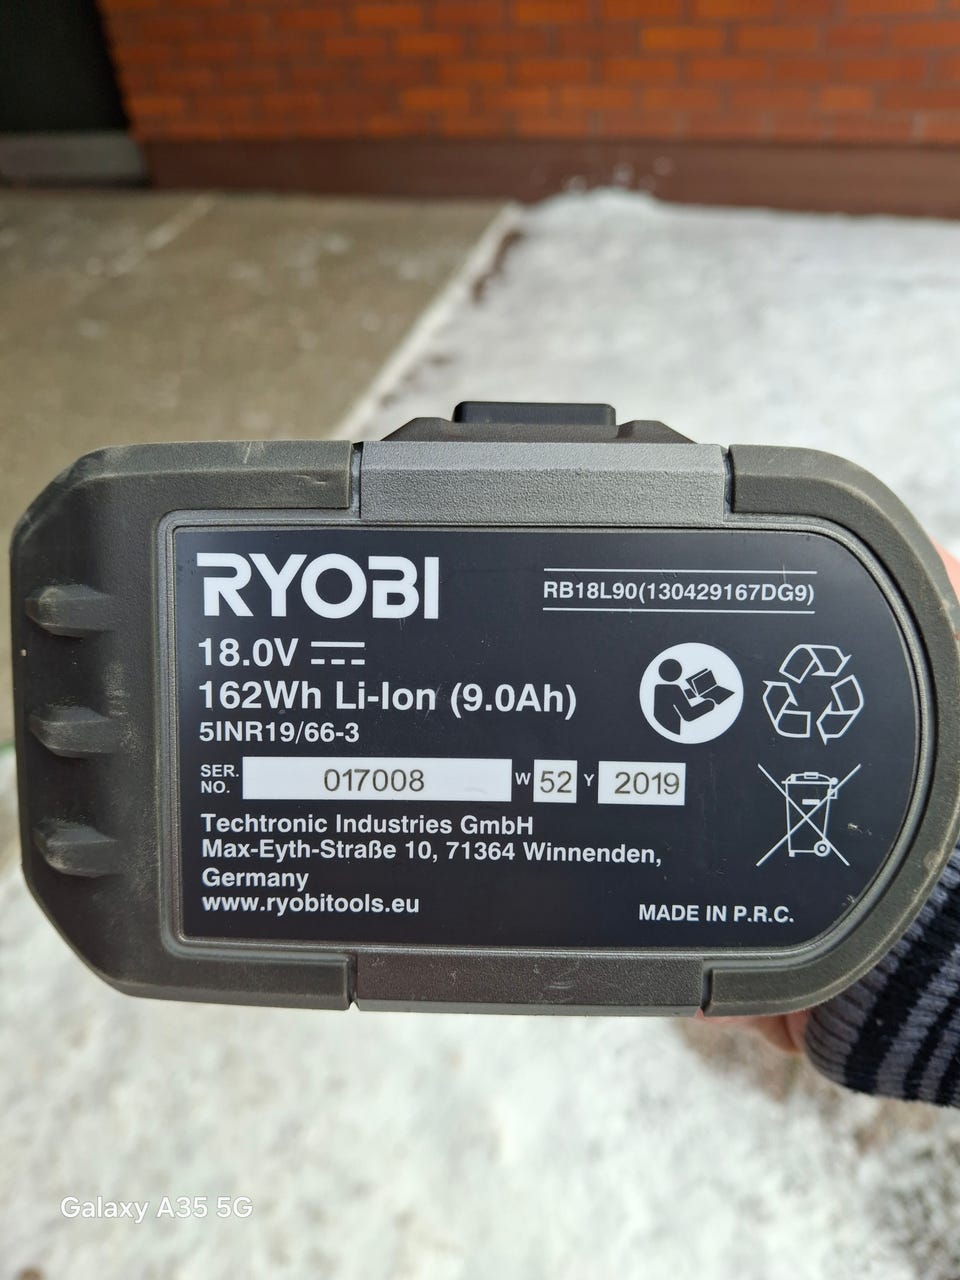 RYOBI
RB18L90(130429167DG9)
18.0V
162Wh Li-Ion (9.0Ah)
5INR19/66-3
SER. NO. 017008 W 52 Y 2019
Techtronic Industries GmbH
Max-Eyth-Straße 10, 71364 Winnenden,
Germany
www.ryobitools.eu
MADE IN P.R.C.
Galaxy A35 5G